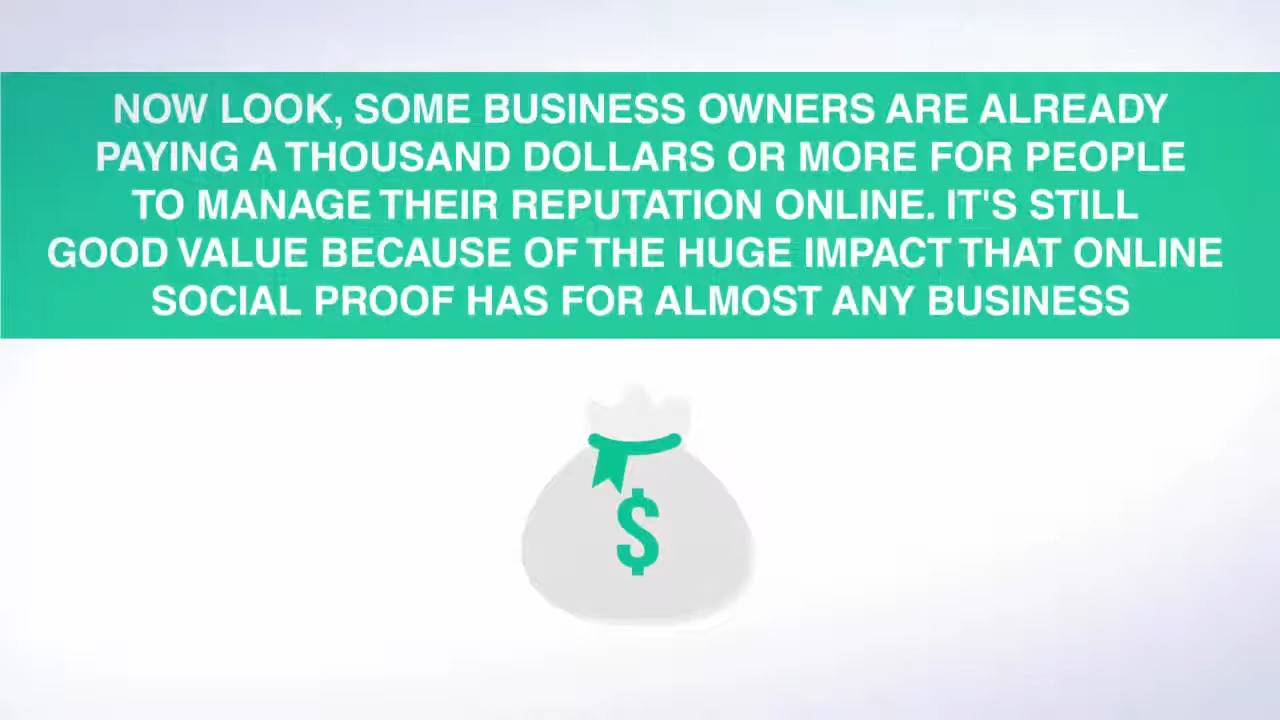 NOW LOOK, SOME BUSINESS OWNERS ARE ALREADY
PAYING A THOUSAND DOLLARS OR MORE FOR PEOPLE
TO MANAGE THEIR REPUTATION ONLINE. IT'S STILL
GOOD VALUE BECAUSE OF THE HUGE IMPACT THAT ONLINE
SOCIAL PROOF HAS FOR ALMOST ANY BUSINESS
$